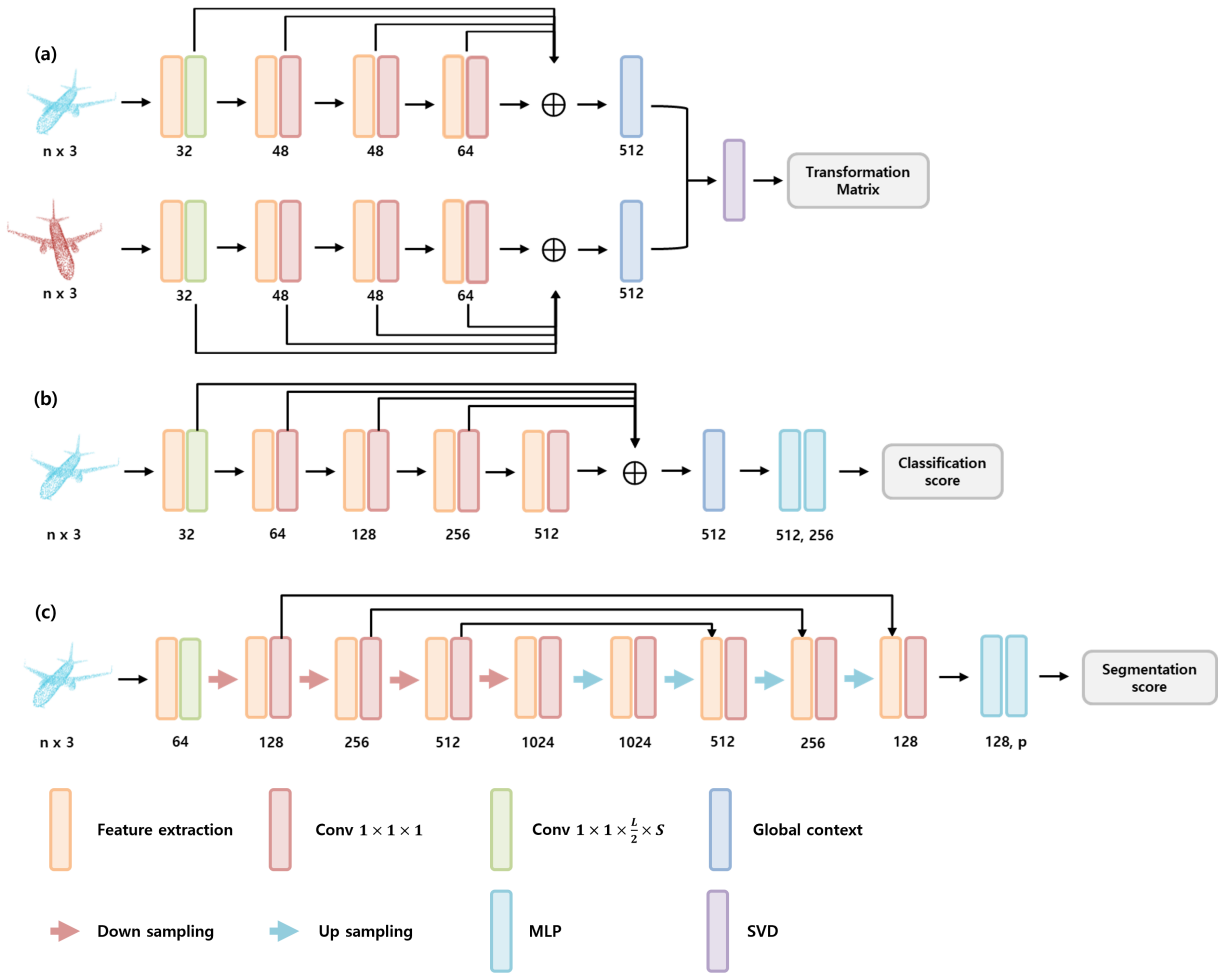 (a)
n x 3
32
48
48
64
512
Transformation
Matrix
n x 3
32
48
48
64
512
(b)
n x 3
32
64
128
256
512
512
512, 256
Classification
score
(c)
n x 3
64
128
256
512
1024
1024
512
256
128
128, p
Segmentation
score
Feature extraction
Conv 1 × 1 × 1
Conv 1 × 1 × L/2 × S
Global context
Down sampling
Up sampling
MLP
SVD